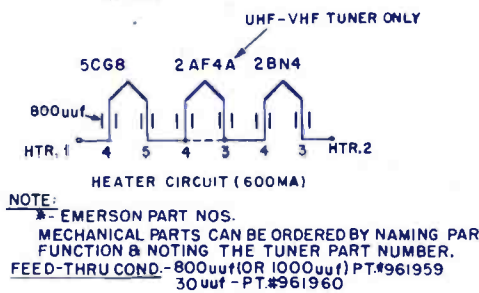 UHF-VHF TUNER ONLY
5CG8 2AF4A 2BN4
800uuf
HTR. 1 4 5 4 3 4 3 HTR.2
HEATER CIRCUIT (600MA)
NOTE:
*- EMERSON PART NOS.
MECHANICAL PARTS CAN BE ORDERED BY NAMING PAR
FUNCTION & NOTING THE TUNER PART NUMBER.
FEED-THRU COND.-800uuf(OR 1000uuf) PT.#961959
30uuf-PT.#961960